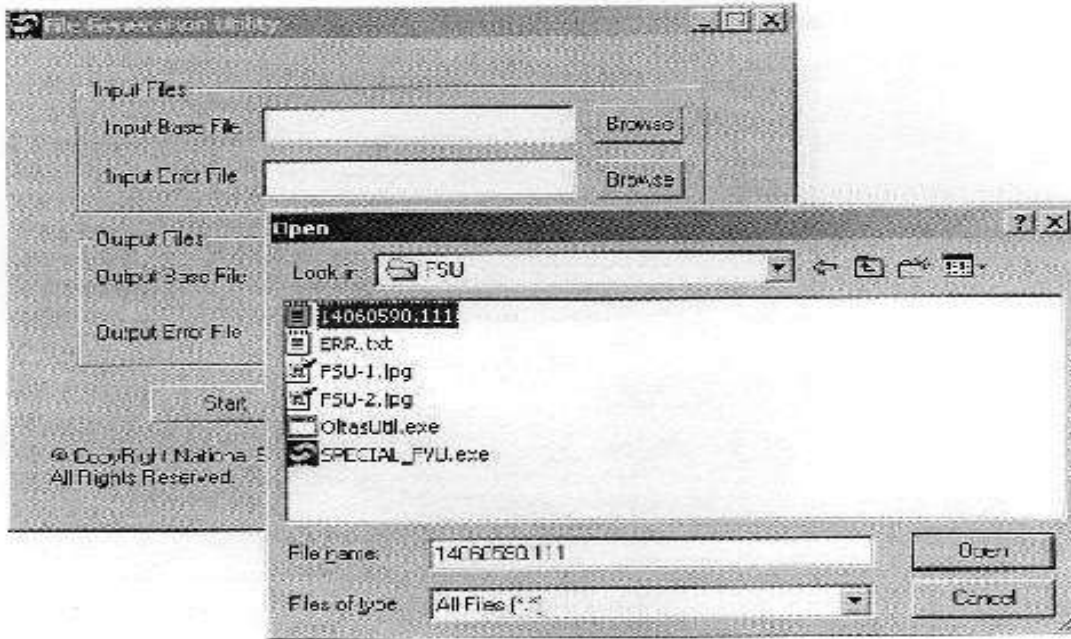 File Utility
Input Files
Input Base File Browse
Input Error File Browse
Output Files
Output Base File
Output Error File
Start
© CopyRight National
All Rights Reserved.
Open
Look in: FSU
14060590.111
ERR.txt
FSU-1.jpg
FSU-2.jpg
OltasUtil.exe
SPECIAL_FVU.exe
File name: 14060590.111 Open
Files of type: All Files (*.*) Cancel